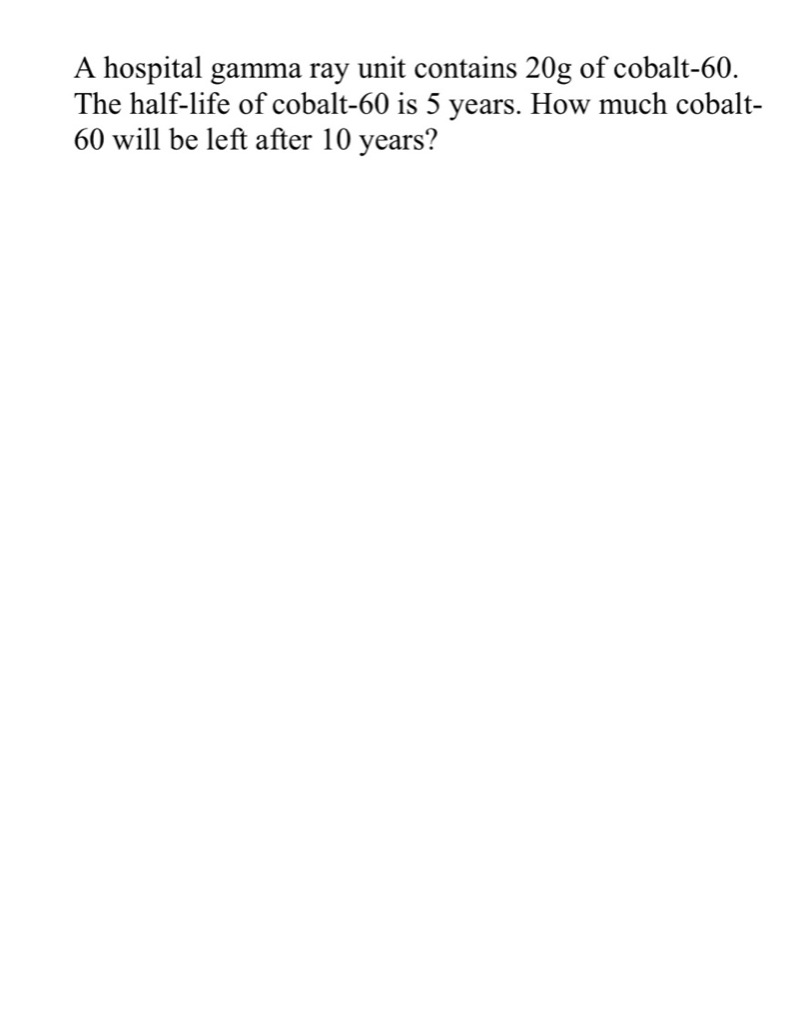 A hospital gamma ray unit contains 20g of cobalt-60.
The half-life of cobalt-60 is 5 years. How much cobalt-
60 will be left after 10 years?